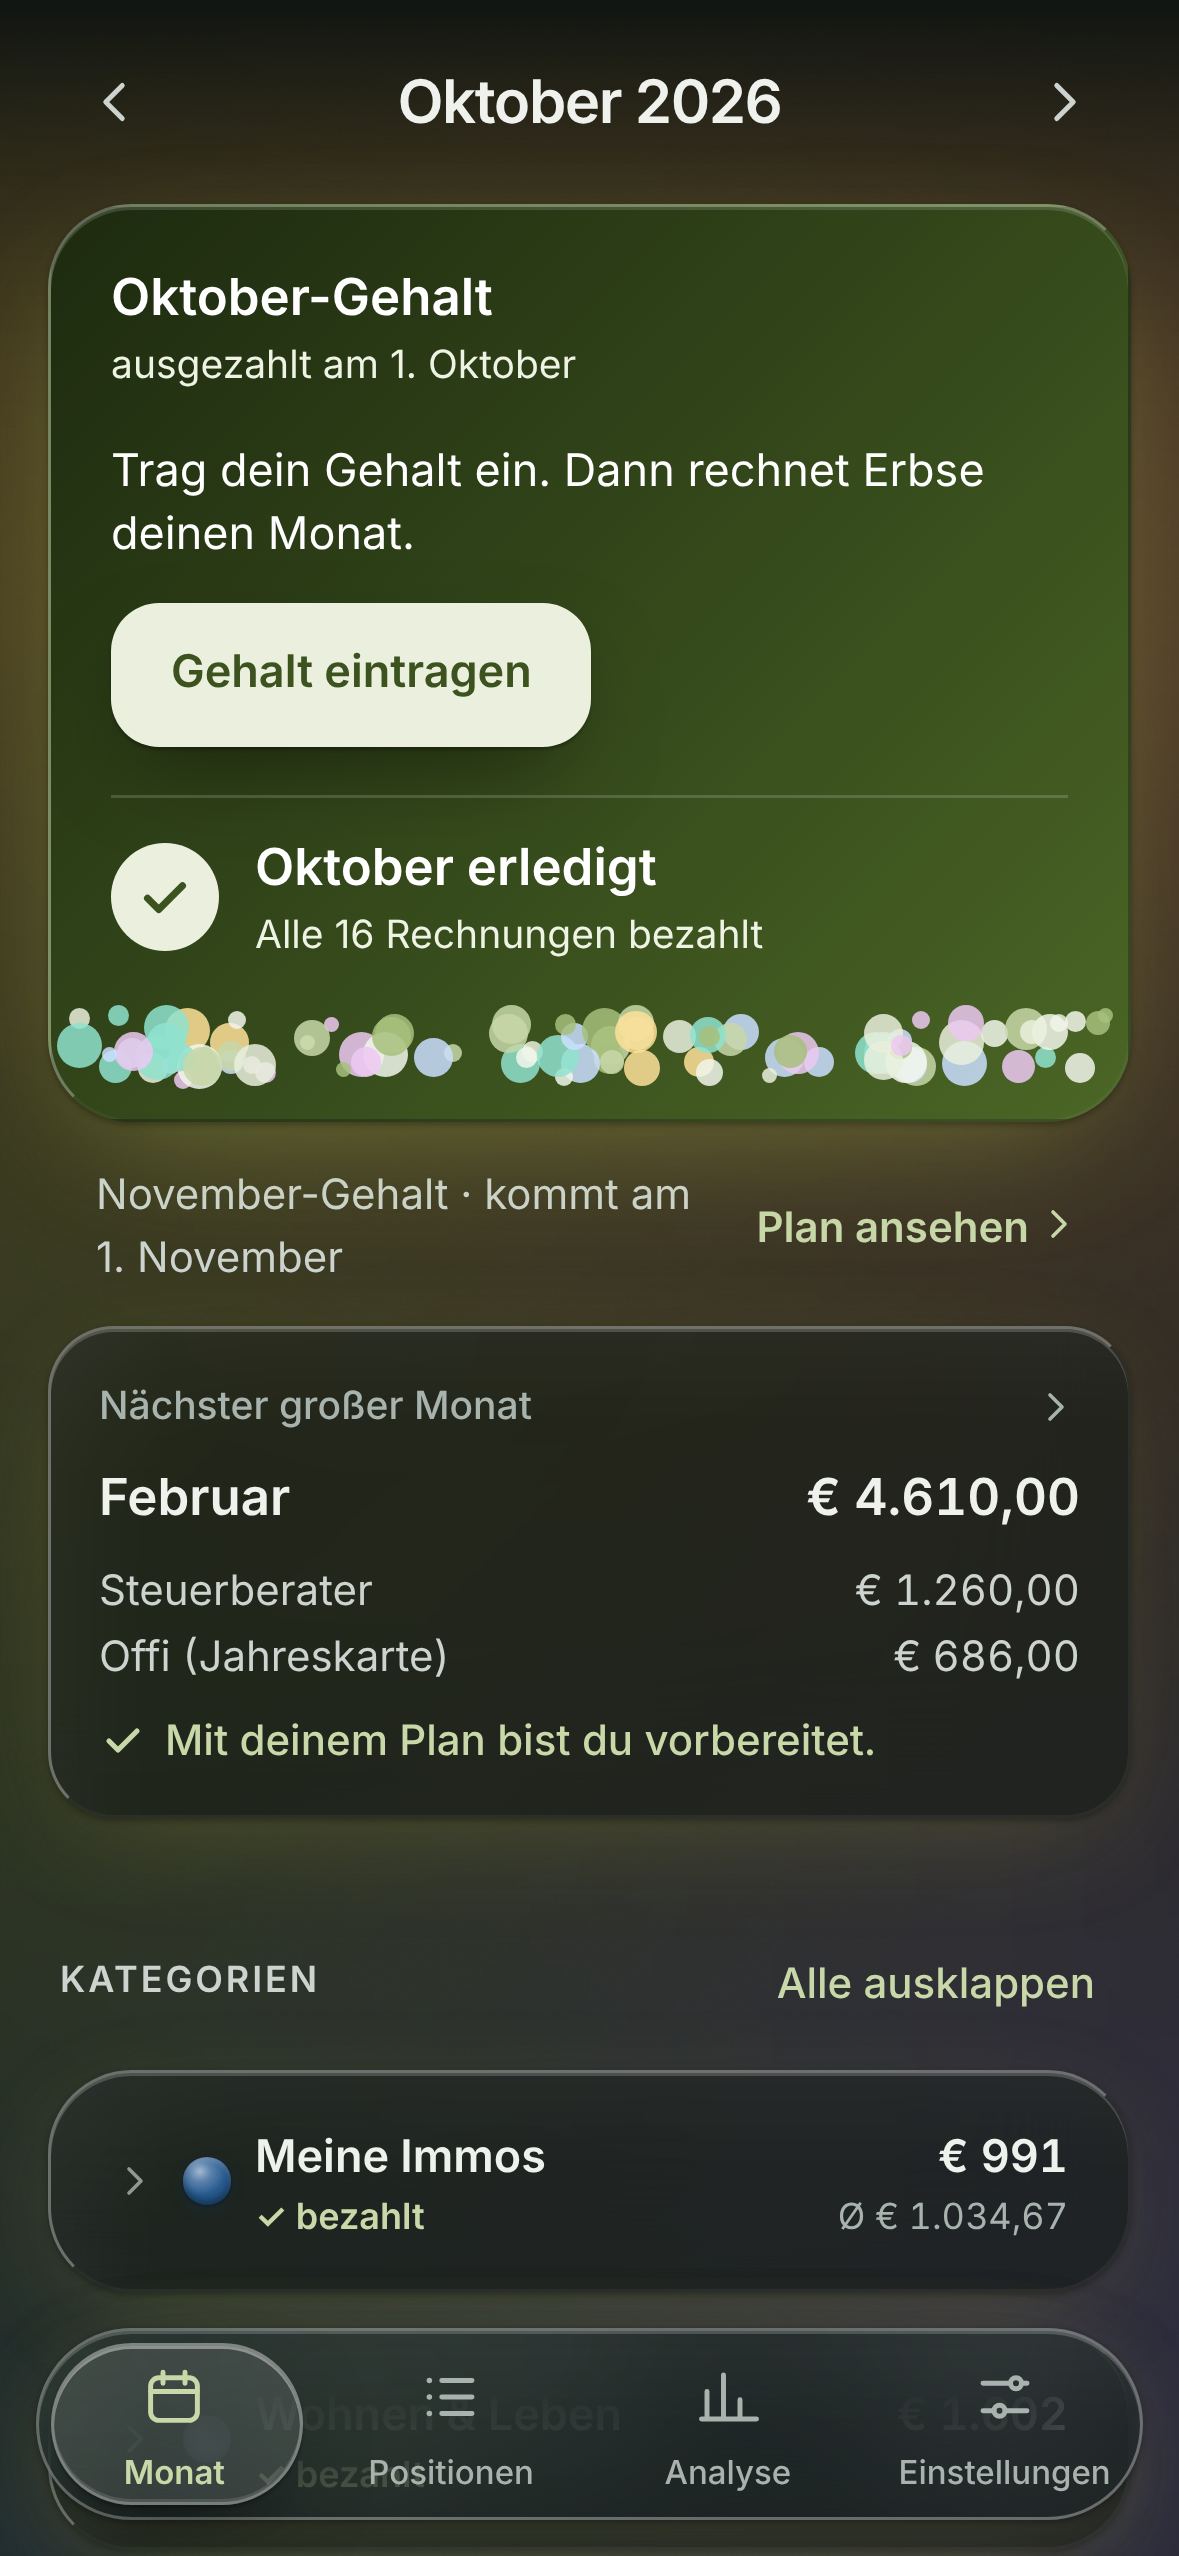 Oktober 2026
Oktober-Gehalt
ausgezahlt am 1. Oktober
Trag dein Gehalt ein. Dann rechnet Erbse
deinen Monat.
Gehalt eintragen
Oktober erledigt
Alle 16 Rechnungen bezahlt
November-Gehalt · kommt am
1. November
Plan ansehen
Nächster großer Monat
Februar € 4.610,00
Steuerberater € 1.260,00
Offi (Jahreskarte) € 686,00
Mit deinem Plan bist du vorbereitet.
KATEGORIEN Alle ausklappen
Meine Immos € 991
✓ bezahlt Ø € 1.034,67
Wohnen & Leben
bezahlt
Monat Positionen Analyse Einstellungen